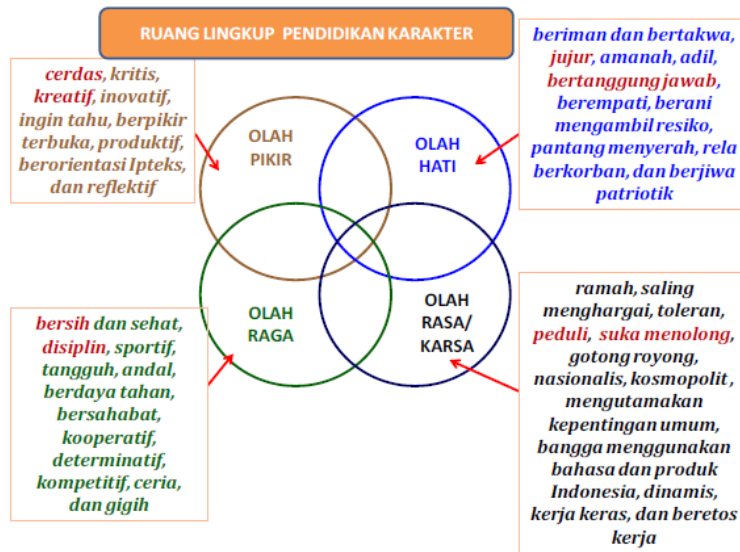 RUANG LINGKUP PENDIDIKAN KARAKTER
cerdas, kritis,
kreatif, inovatif,
ingin tahu, berpikir
terbuka, produktif,
berorientasi Ipteks,
dan reflektif
OLAH
PIKIR
OLAH
HATI
beriman dan bertakwa,
jujur, amanah, adil,
bertanggung jawab,
berempati, berani
mengambil resiko,
pantang menyerah, rela
berkorban, dan berjiwa
patriotik
bersih dan sehat,
disiplin, sportif,
tangguh, andal,
berdaya tahan,
bersahabat,
kooperatif,
determinatif,
kompetitif, ceria,
dan gigih
OLAH
RAGA
OLAH
RASA/
KARSA
ramah, saling
menghargai, toleran,
peduli, suka menolong,
gotong royong,
nasionalis, kosmopolit ,
mengutamakan
kepentingan umum,
bangga menggunakan
bahasa dan produk
Indonesia, dinamis,
kerja keras, dan beretos
kerja